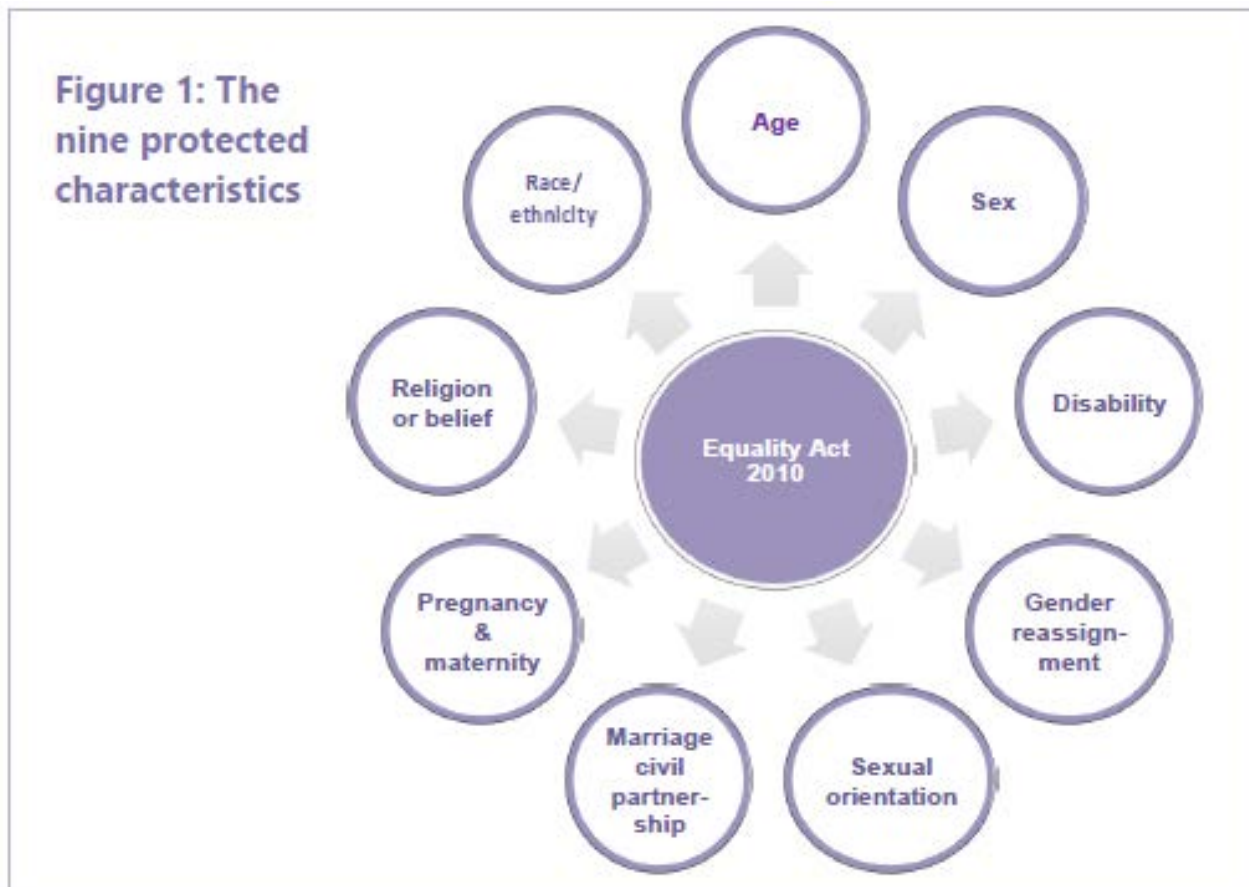 Figure 1: The
nine protected
characteristics
Age
Sex
Disability
Gender
reassign-
ment
Sexual
orientation
Marriage
civil
partner-
ship
Pregnancy
&
maternity
Religion
or belief
Race/
ethnicity
Equality Act
2010